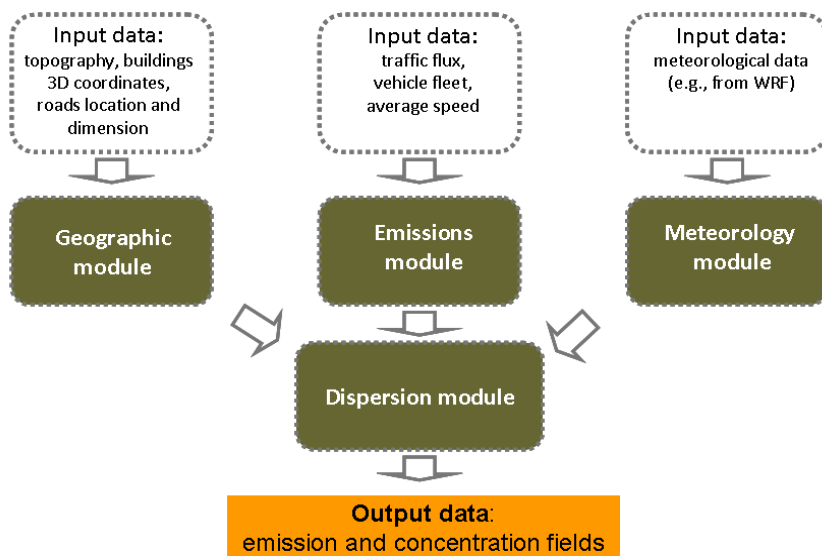 Input data:
topography, buildings
3D coordinates,
roads location and
dimension
Input data:
traffic flux,
vehicle fleet,
average speed
Input data:
meteorological data
(e.g., from WRF)
Geographic
module
Emissions
module
Meteorology
module
Dispersion module
Output data:
emission and concentration fields